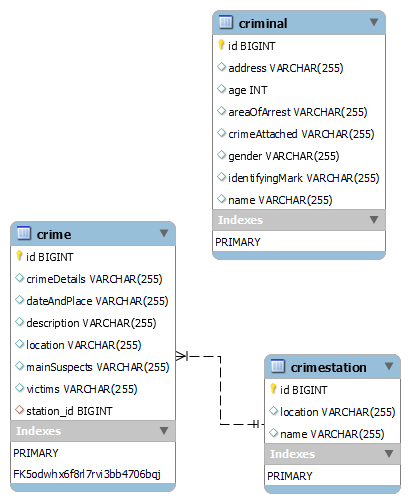 criminal
id BIGINT
address VARCHAR(255)
age INT
areaOfArrest VARCHAR(255)
crimeAttached VARCHAR(255)
gender VARCHAR(255)
identifyingMark VARCHAR(255)
name VARCHAR(255)
Indexes
PRIMARY
crime
id BIGINT
crimeDetails VARCHAR(255)
dateAndPlace VARCHAR(255)
description VARCHAR(255)
location VARCHAR(255)
mainSuspects VARCHAR(255)
victims VARCHAR(255)
station_id BIGINT
Indexes
PRIMARY
FK5odwhx6f8rl7rvi3bb4706bqj
crimestation
id BIGINT
location VARCHAR(255)
name VARCHAR(255)
Indexes
PRIMARY